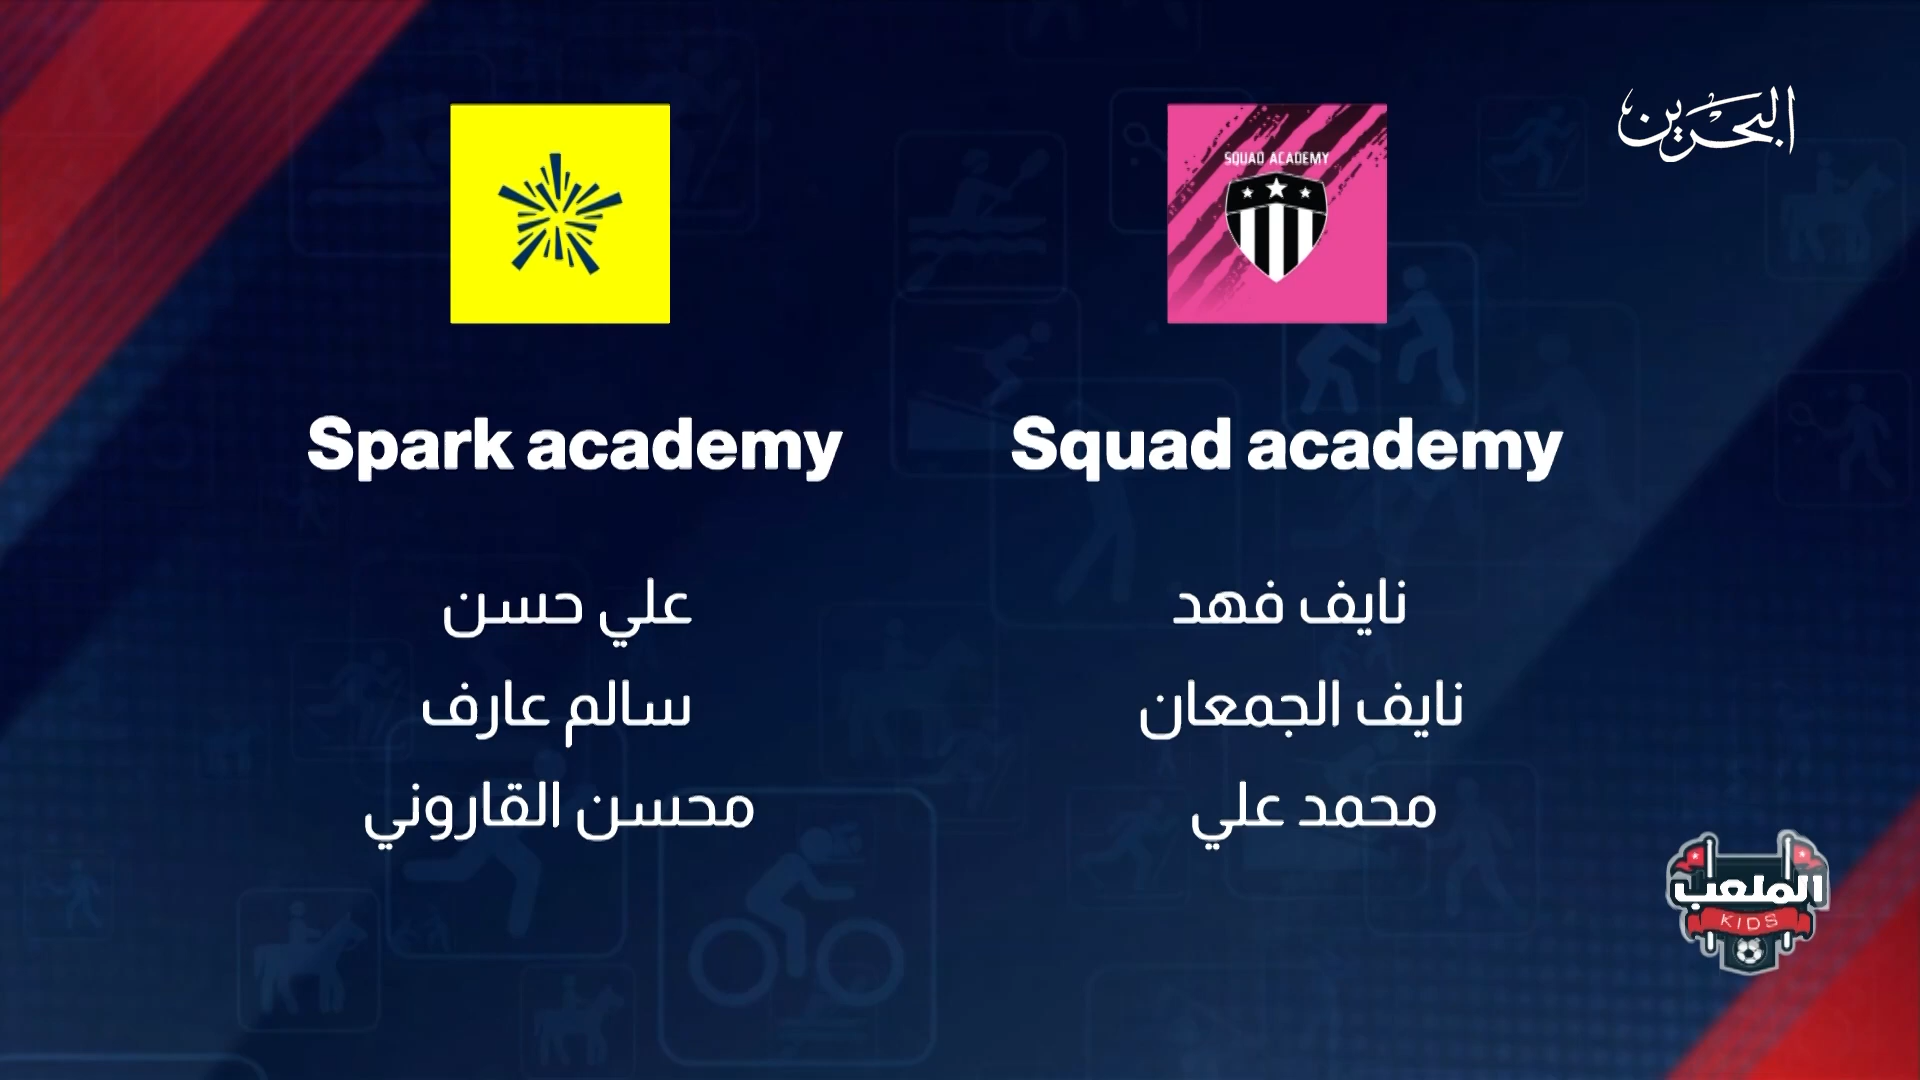 البحرين
SQUAD ACADEMY
Spark academy
علي حسن
سالم عارف
محسن القاروني
Squad academy
نايف فهد
نايف الجمعان
محمد علي
الملعب
KIDS